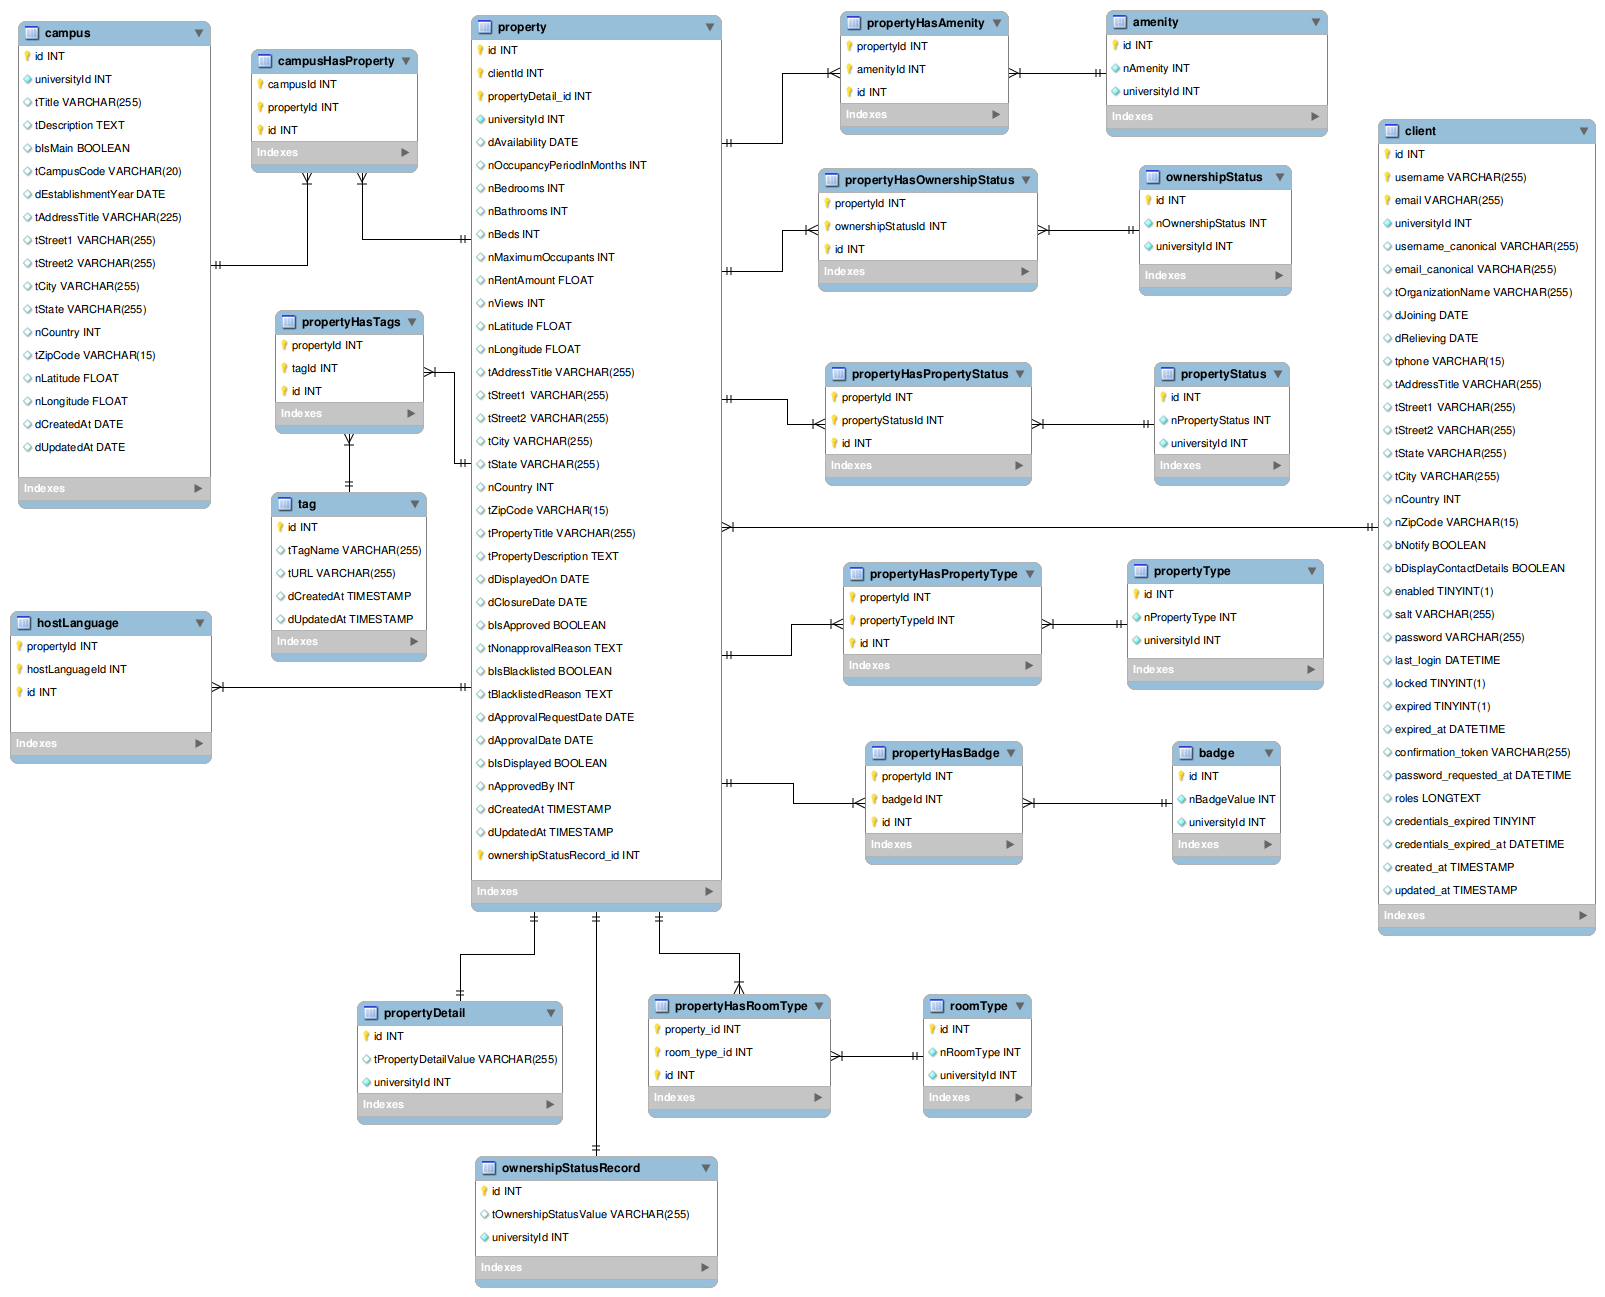 campus
id INT
universityId INT
tTitle VARCHAR(255)
tDescription TEXT
bIsMain BOOLEAN
tCampusCode VARCHAR(20)
dEstablishmentYear DATE
tAddressTitle VARCHAR(225)
tStreet1 VARCHAR(255)
tStreet2 VARCHAR(255)
tCity VARCHAR(255)
tState VARCHAR(255)
nCountry INT
tZipCode VARCHAR(15)
nLatitude FLOAT
nLongitude FLOAT
dCreatedAt DATE
dUpdatedAt DATE
Indexes
campusHasProperty
campusId INT
propertyId INT
id INT
Indexes
propertyHasTags
propertyId INT
tagId INT
id INT
Indexes
tag
id INT
tTagName VARCHAR(255)
tURL VARCHAR(255)
dCreatedAt TIMESTAMP
dUpdatedAt TIMESTAMP
Indexes
hostLanguage
propertyId INT
hostLanguageId INT
id INT
Indexes
property
id INT
clientId INT
propertyDetail_id INT
universityId INT
dAvailability DATE
nOccupancyPeriodInMonths INT
nBedrooms INT
nBathrooms INT
nBeds INT
nMaximumOccupants INT
nRentAmount FLOAT
nViews INT
nLatitude FLOAT
nLongitude FLOAT
tAddressTitle VARCHAR(255)
tStreet1 VARCHAR(255)
tStreet2 VARCHAR(255)
tCity VARCHAR(255)
tState VARCHAR(255)
nCountry INT
tZipCode VARCHAR(15)
tPropertyTitle VARCHAR(255)
tPropertyDescription TEXT
dDisplayedOn DATE
dClosureDate DATE
bIsApproved BOOLEAN
tNonapprovalReason TEXT
bIsBlacklisted BOOLEAN
tBlacklistedReason TEXT
dApprovalRequestDate DATE
dApprovalDate DATE
bIsDisplayed BOOLEAN
nApprovedBy INT
dCreatedAt TIMESTAMP
dUpdatedAt TIMESTAMP
ownershipStatusRecord_id INT
Indexes
propertyHasAmenity
propertyId INT
amenityId INT
id INT
Indexes
amenity
id INT
nAmenity INT
universityId INT
Indexes
propertyHasOwnershipStatus
propertyId INT
ownershipStatusId INT
id INT
Indexes
ownershipStatus
id INT
nOwnershipStatus INT
universityId INT
Indexes
propertyHasPropertyStatus
propertyId INT
propertyStatusId INT
id INT
Indexes
propertyStatus
id INT
nPropertyStatus INT
universityId INT
Indexes
propertyHasPropertyType
propertyId INT
propertyTypeId INT
id INT
Indexes
propertyType
id INT
nPropertyType INT
universityId INT
Indexes
propertyHasBadge
propertyId INT
badgeId INT
id INT
Indexes
badge
id INT
nBadgeValue INT
universityId INT
Indexes
client
id INT
username VARCHAR(255)
email VARCHAR(255)
universityId INT
username_canonical VARCHAR(255)
email_canonical VARCHAR(255)
tOrganizationName VARCHAR(255)
dJoining DATE
dRelieving DATE
tphone VARCHAR(15)
tAddressTitle VARCHAR(255)
tStreet1 VARCHAR(255)
tStreet2 VARCHAR(255)
tState VARCHAR(255)
tCity VARCHAR(255)
nCountry INT
nZipCode VARCHAR(15)
bNotify BOOLEAN
bDisplayContactDetails BOOLEAN
enabled TINYINT(1)
salt VARCHAR(255)
password VARCHAR(255)
last_login DATETIME
locked TINYINT(1)
expired TINYINT(1)
expired_at DATETIME
confirmation_token VARCHAR(255)
password_requested_at DATETIME
roles LONGTEXT
credentials_expired TINYINT
credentials_expired_at DATETIME
created_at TIMESTAMP
updated_at TIMESTAMP
Indexes
propertyDetail
id INT
tPropertyDetailValue VARCHAR(255)
universityId INT
Indexes
propertyHasRoomType
property_id INT
room_type_id INT
id INT
Indexes
roomType
id INT
nRoomType INT
universityId INT
Indexes
ownershipStatusRecord
id INT
tOwnershipStatusValue VARCHAR(255)
universityId INT
Indexes